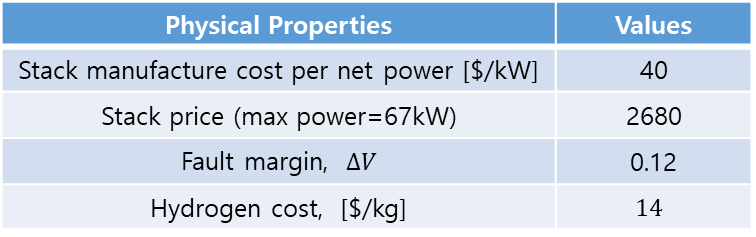 Physical Properties Values
Stack manufacture cost per net power [$/kW] 40
Stack price (max power=67kW) 2680
Fault margin, ΔV 0.12
Hydrogen cost, [$/kg] 14